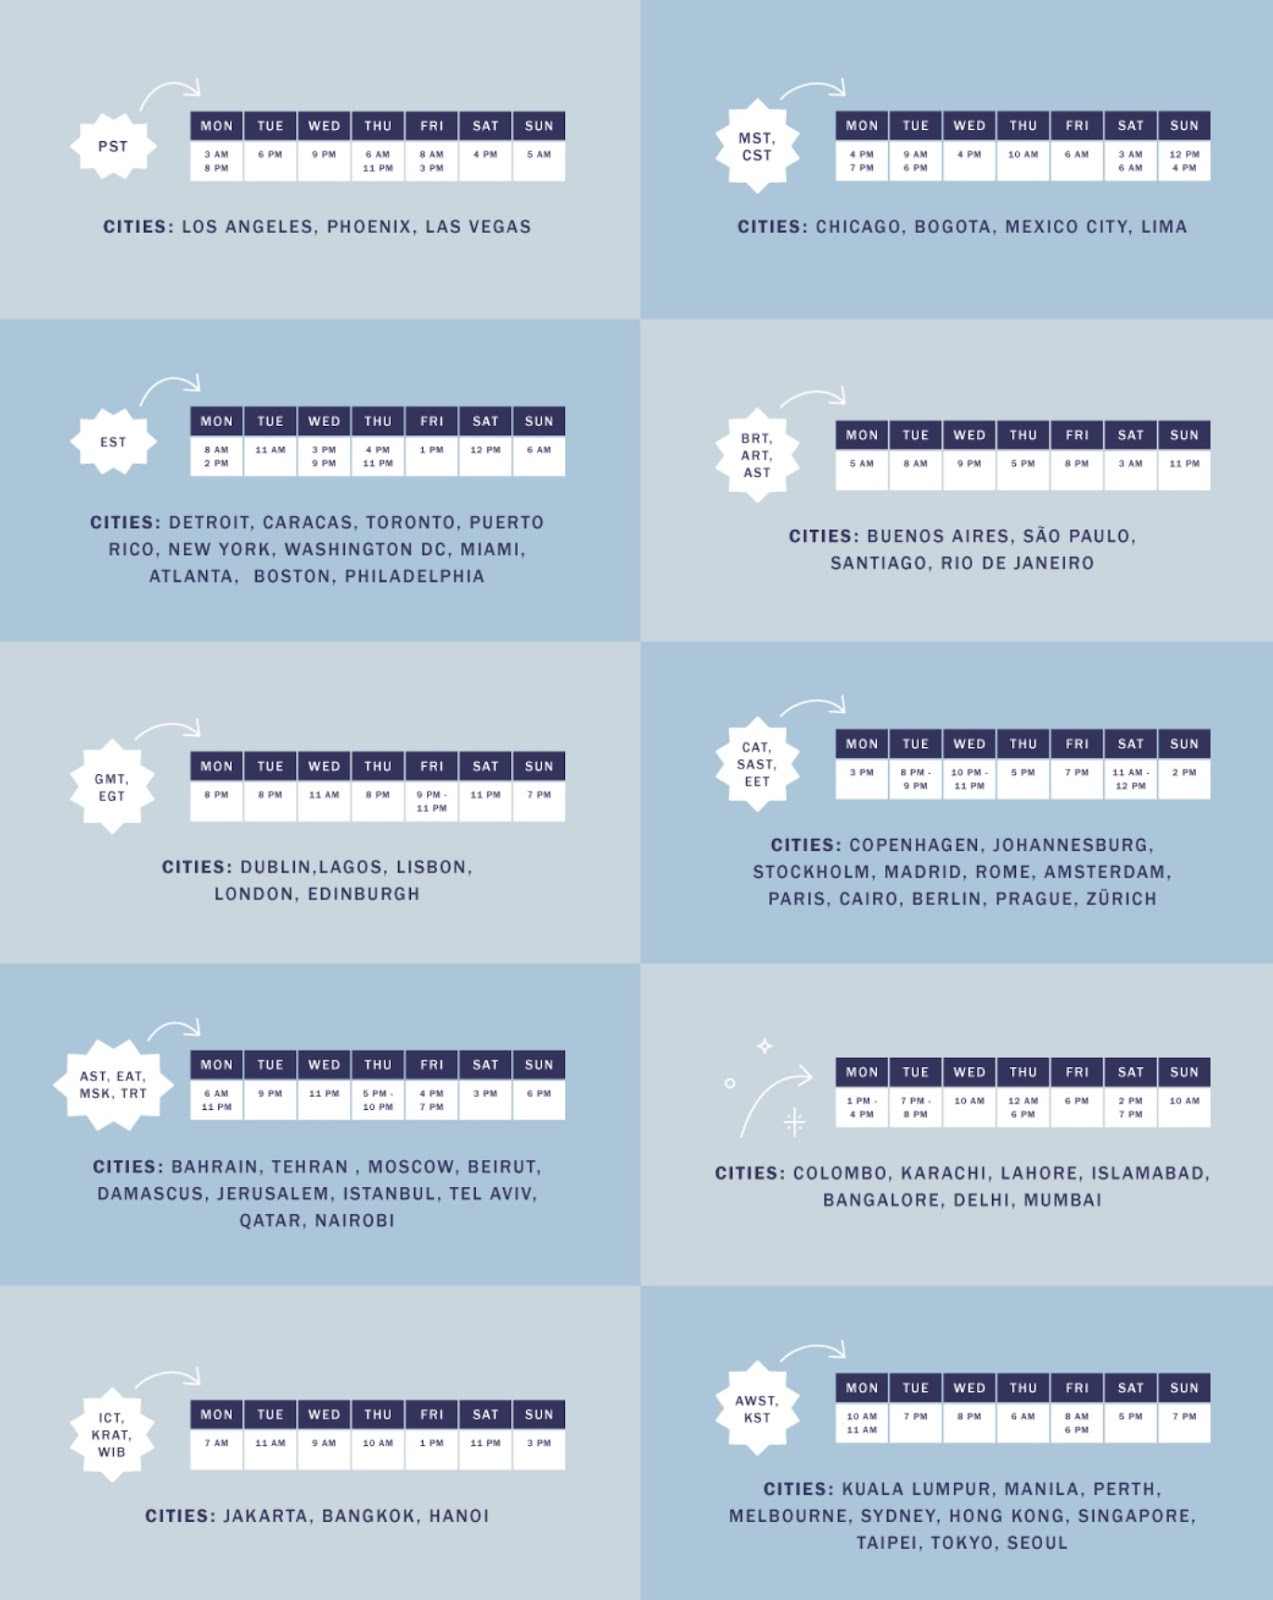 PST
MON TUE WED THU FRI SAT SUN
3 AM 6 PM 9 PM 6 AM 8 AM 4 PM 5 AM
8 PM 11 PM 3 PM
CITIES: LOS ANGELES, PHOENIX, LAS VEGAS
MST,
CST
MON TUE WED THU FRI SAT SUN
4 PM 9 AM 4 PM 10 AM 6 AM 3 AM 12 PM
7 PM 6 PM 6 AM 4 PM
CITIES: CHICAGO, BOGOTA, MEXICO CITY, LIMA
EST
MON TUE WED THU FRI SAT SUN
8 AM 11 AM 3 PM 4 PM 1 PM 12 PM 6 AM
2 PM 9 PM 11 PM
CITIES: DETROIT, CARACAS, TORONTO, PUERTO
RICO, NEW YORK, WASHINGTON DC, MIAMI,
ATLANTA, BOSTON, PHILADELPHIA
BRT,
ART,
AST
MON TUE WED THU FRI SAT SUN
5 AM 8 AM 9 PM 5 PM 8 PM 3 AM 11 PM
CITIES: BUENOS AIRES, SÃO PAULO,
SANTIAGO, RIO DE JANEIRO
GMT,
EGT
MON TUE WED THU FRI SAT SUN
8 PM 8 PM 11 AM 8 PM 9 PM - 11 PM 7 PM
11 PM
CITIES: DUBLIN,LAGOS, LISBON,
LONDON, EDINBURGH
CAT,
SAST,
EET
MON TUE WED THU FRI SAT SUN
3 PM 8 PM - 10 PM - 5 PM 7 PM 11 AM - 2 PM
9 PM 11 PM 12 PM
CITIES: COPENHAGEN, JOHANNESBURG,
STOCKHOLM, MADRID, ROME, AMSTERDAM,
PARIS, CAIRO, BERLIN, PRAGUE, ZÜRICH
AST, EAT,
MSK, TRT
MON TUE WED THU FRI SAT SUN
6 AM 9 PM 11 PM 5 PM - 4 PM 3 PM 6 PM
11 PM 10 PM 7 PM
CITIES: BAHRAIN, TEHRAN , MOSCOW, BEIRUT,
DAMASCUS, JERUSALEM, ISTANBUL, TEL AVIV,
QATAR, NAIROBI
MON TUE WED THU FRI SAT SUN
1 PM - 7 PM - 10 AM 12 AM 6 PM 2 PM 10 AM
4 PM 8 PM 6 PM 7 PM
CITIES: COLOMBO, KARACHI, LAHORE, ISLAMABAD,
BANGALORE, DELHI, MUMBAI
ICT,
KRAT,
WIB
MON TUE WED THU FRI SAT SUN
7 AM 11 AM 9 AM 10 AM 1 PM 11 PM 3 PM
CITIES: JAKARTA, BANGKOK, HANOI
AWST,
KST
MON TUE WED THU FRI SAT SUN
10 AM 7 PM 8 PM 6 AM 8 AM 5 PM 7 PM
11 AM 6 PM
CITIES: KUALA LUMPUR, MANILA, PERTH,
MELBOURNE, SYDNEY, HONG KONG, SINGAPORE,
TAIPEI, TOKYO, SEOUL